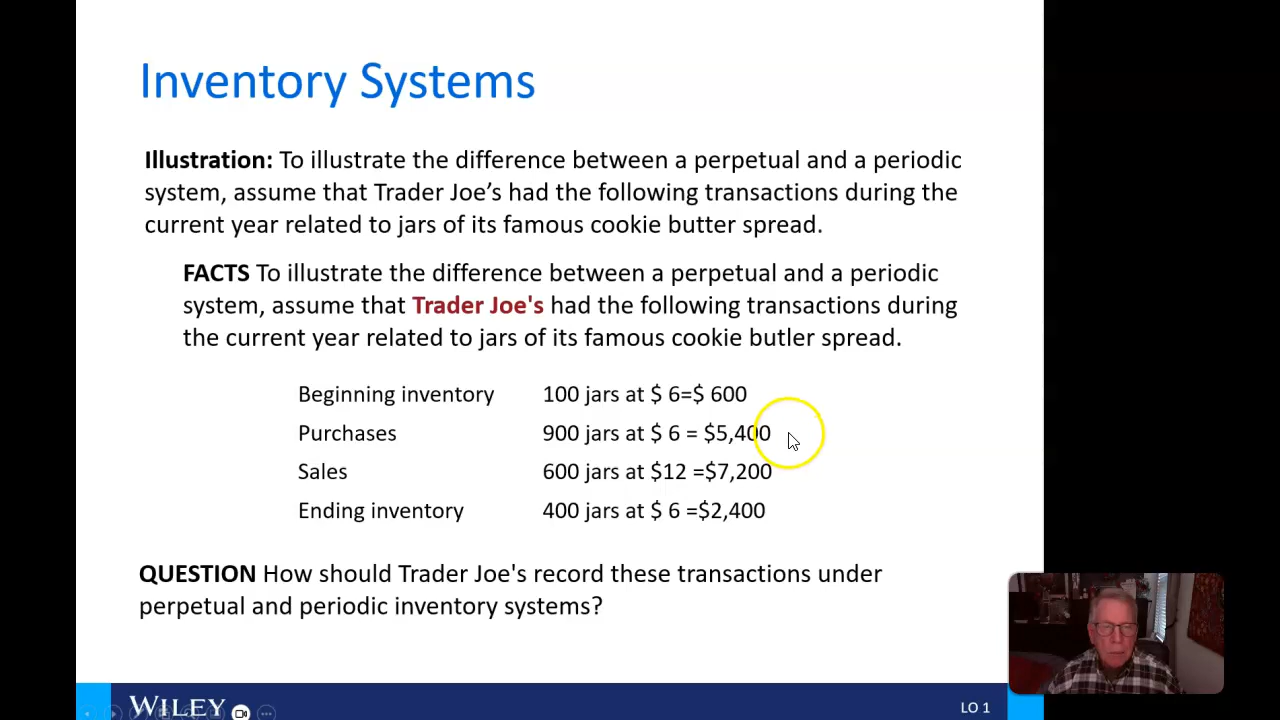 Inventory Systems
Illustration: To illustrate the difference between a perpetual and a periodic
system, assume that Trader Joe’s had the following transactions during the
current year related to jars of its famous cookie butter spread.
FACTS To illustrate the difference between a perpetual and a periodic
system, assume that Trader Joe's had the following transactions during
the current year related to jars of its famous cookie butler spread.
Beginning inventory 100 jars at $ 6=$ 600
Purchases 900 jars at $ 6 = $5,400
Sales 600 jars at $12 =$7,200
Ending inventory 400 jars at $ 6 =$2,400
QUESTION How should Trader Joe's record these transactions under
perpetual and periodic inventory systems?
WILEY
LO 1